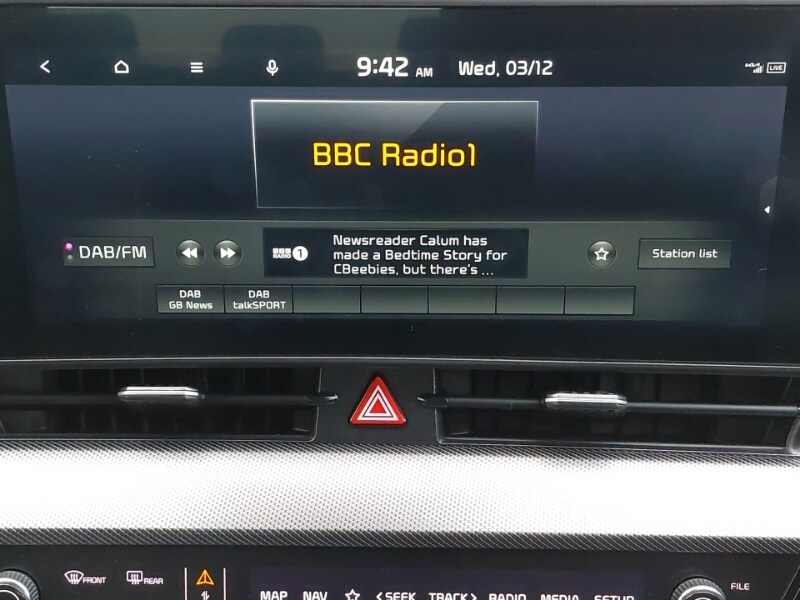 9:42 AM Wed, 03/12
LIVE
BBC Radio1
DAB/FM
BBC
RADIO 1
Newsreader Calum has
made a Bedtime Story for
CBeebies, but there's ...
Station list
DAB
GB News
DAB
talkSPORT
FRONT
REAR
MAP NAV SEEK TRACK RADIO MEDIA SETUP
FILE